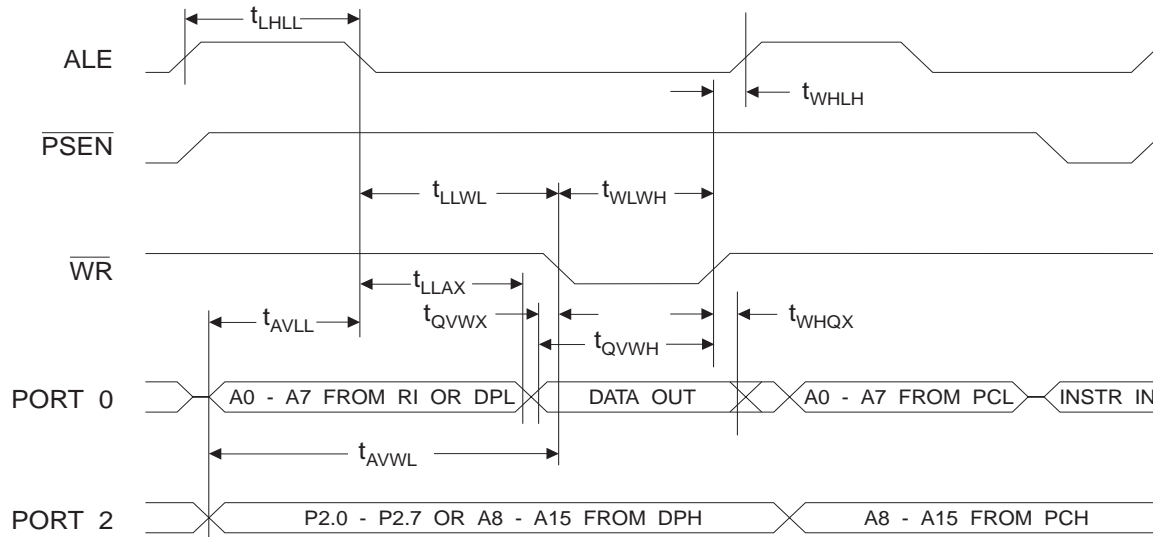 tLHLL
ALE
tWHLH
PSEN
tLLWL
tWLWH
WR
tLLAX
tAVLL
tQVWX
tWHQX
tQVWH
PORT 0
A0 - A7 FROM RI OR DPL
DATA OUT
A0 - A7 FROM PCL
INSTR IN
tAVWL
PORT 2
P2.0 - P2.7 OR A8 - A15 FROM DPH
A8 - A15 FROM PCH